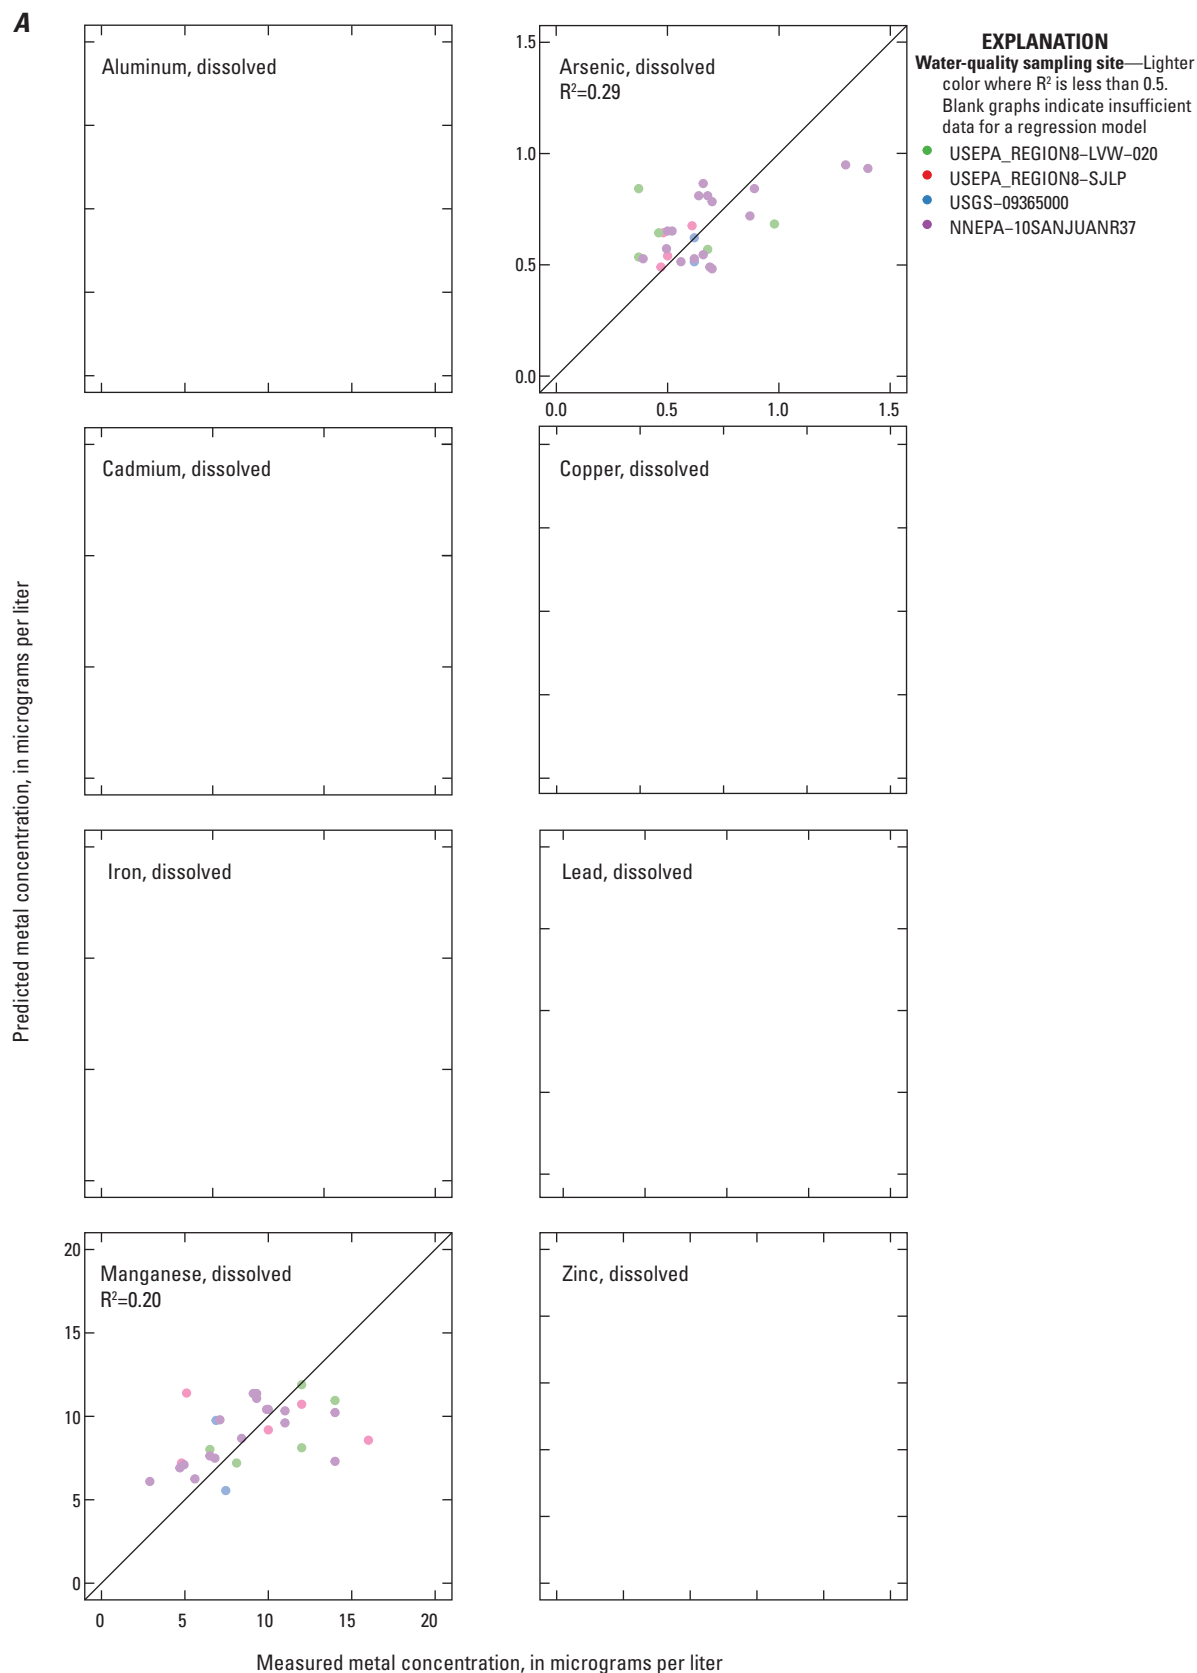 A
Aluminum, dissolved
1.5
1.0
0.5
0.0
Arsenic, dissolved
R²=0.29
0.0 0.5 1.0 1.5
EXPLANATION
Water-quality sampling site—Lighter
color where R² is less than 0.5.
Blank graphs indicate insufficient
data for a regression model
USEPA_REGION8–LVW–020
USEPA_REGION8–SJLP
USGS–09365000
NNEPA–10SANJUANR37
Cadmium, dissolved
Copper, dissolved
Predicted metal concentration, in micrograms per liter
Iron, dissolved
Lead, dissolved
20
15
10
5
0
Manganese, dissolved
R²=0.20
0 5 10 15 20
Zinc, dissolved
Measured metal concentration, in micrograms per liter